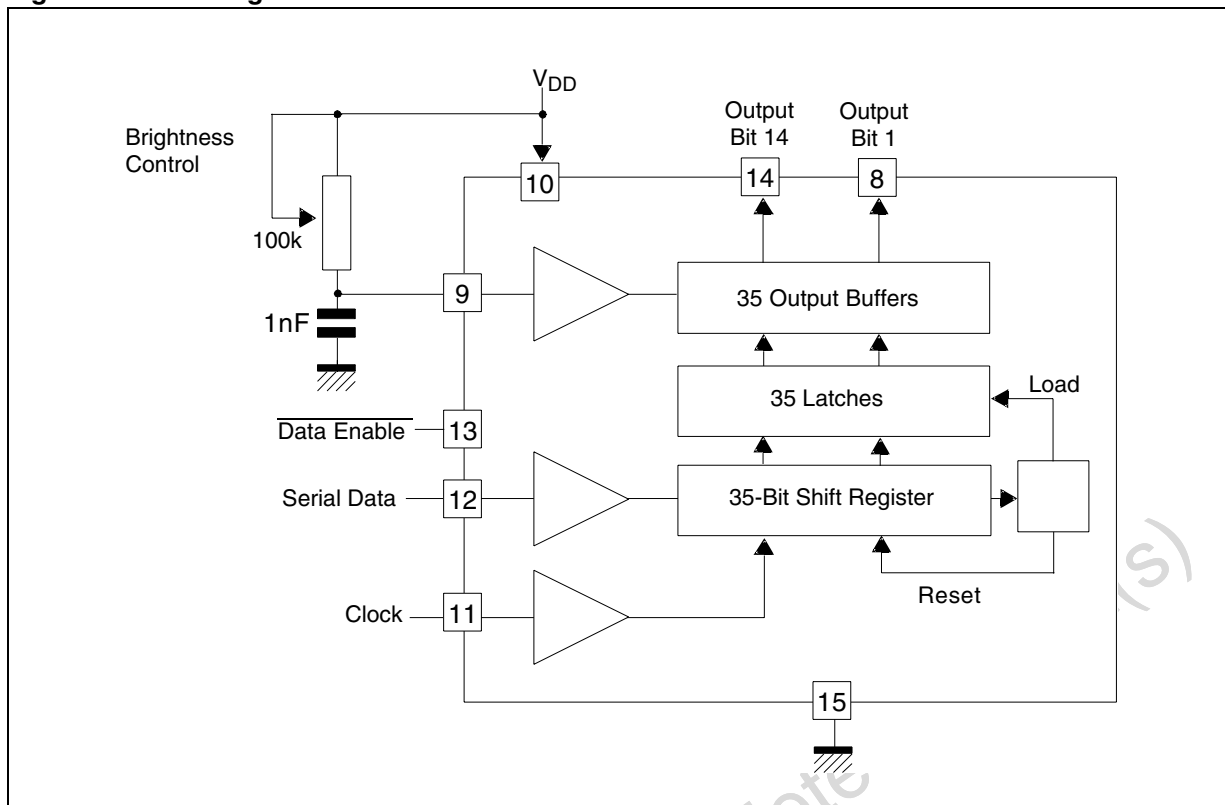 V_DD
Brightness
Control
Output
Bit 14
Output
Bit 1
10
14
8
100k
9
35 Output Buffers
1nF
35 Latches
Load
Data Enable
13
Serial Data
12
35-Bit Shift Register
Clock
11
Reset
(s)
15